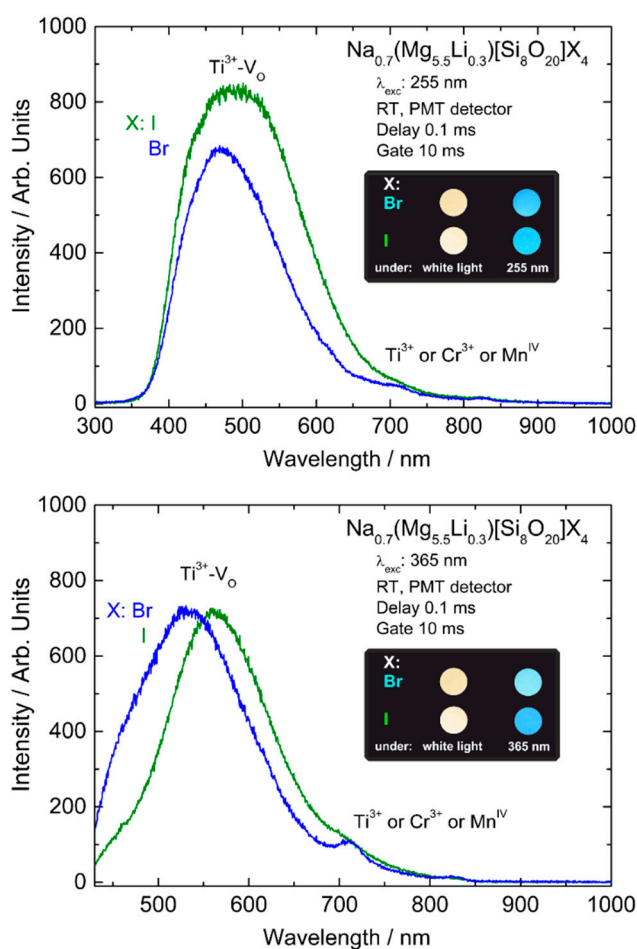 1000
Na0.7(Mg5.5Li0.3)[Si8O20]X4
Ti3+-VO
λexc: 255 nm
800
X: I
RT, PMT detector
Br
Delay 0.1 ms
Gate 10 ms
600
X:
Br
400
I
under: white light 255 nm
200
Ti3+ or Cr3+ or MnIV
0
300 400 500 600 700 800 900 1000
Wavelength / nm
Intensity / Arb. Units
1000
Na0.7(Mg5.5Li0.3)[Si8O20]X4
λexc: 365 nm
Ti3+-VO
800
RT, PMT detector
X: Br
Delay 0.1 ms
I
Gate 10 ms
600
X:
Br
400
I
under: white light 365 nm
200
Ti3+ or Cr3+ or MnIV
0
500 600 700 800 900 1000
Wavelength / nm
Intensity / Arb. Units